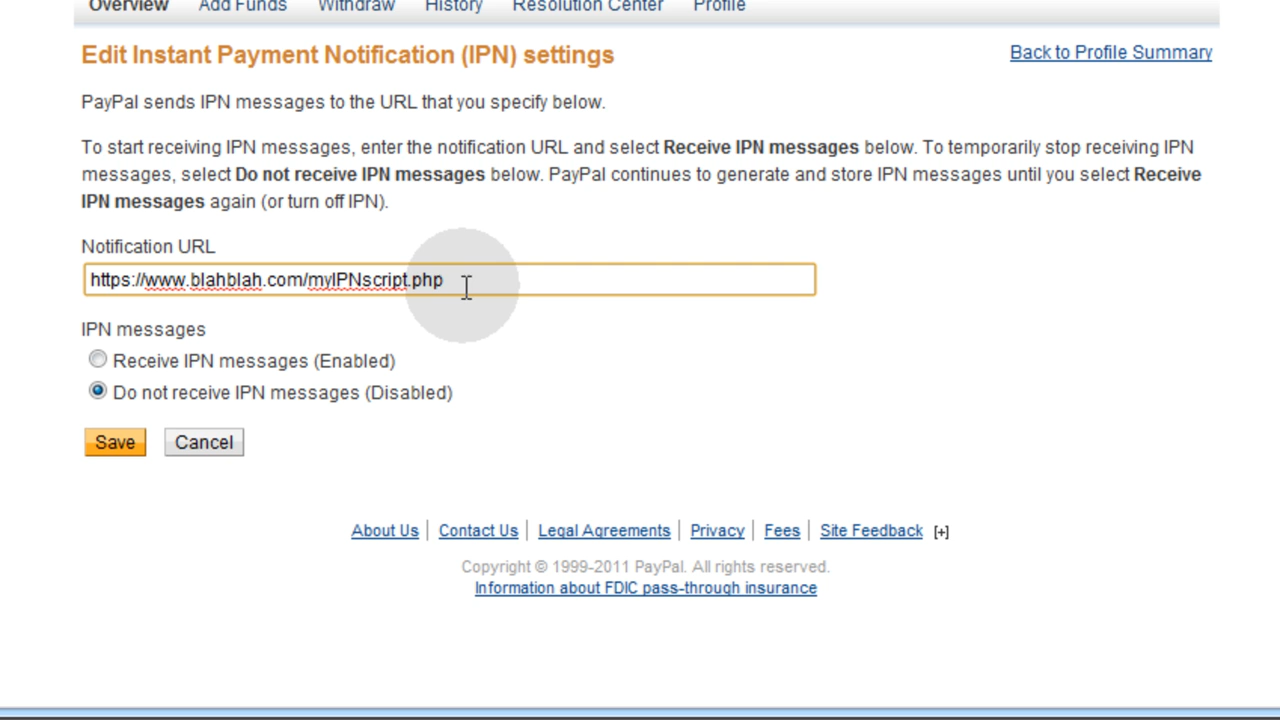 Overview Add Funds Withdraw History Resolution Center Profile
Edit Instant Payment Notification (IPN) settings
Back to Profile Summary
PayPal sends IPN messages to the URL that you specify below.
To start receiving IPN messages, enter the notification URL and select Receive IPN messages below. To temporarily stop receiving IPN
messages, select Do not receive IPN messages below. PayPal continues to generate and store IPN messages until you select Receive
IPN messages again (or turn off IPN).
Notification URL
https://www.blahblah.com/myIPNscript.php
IPN messages
Receive IPN messages (Enabled)
Do not receive IPN messages (Disabled)
Save Cancel
About Us | Contact Us | Legal Agreements | Privacy | Fees | Site Feedback [+]
Copyright © 1999-2011 PayPal. All rights reserved.
Information about FDIC pass-through insurance